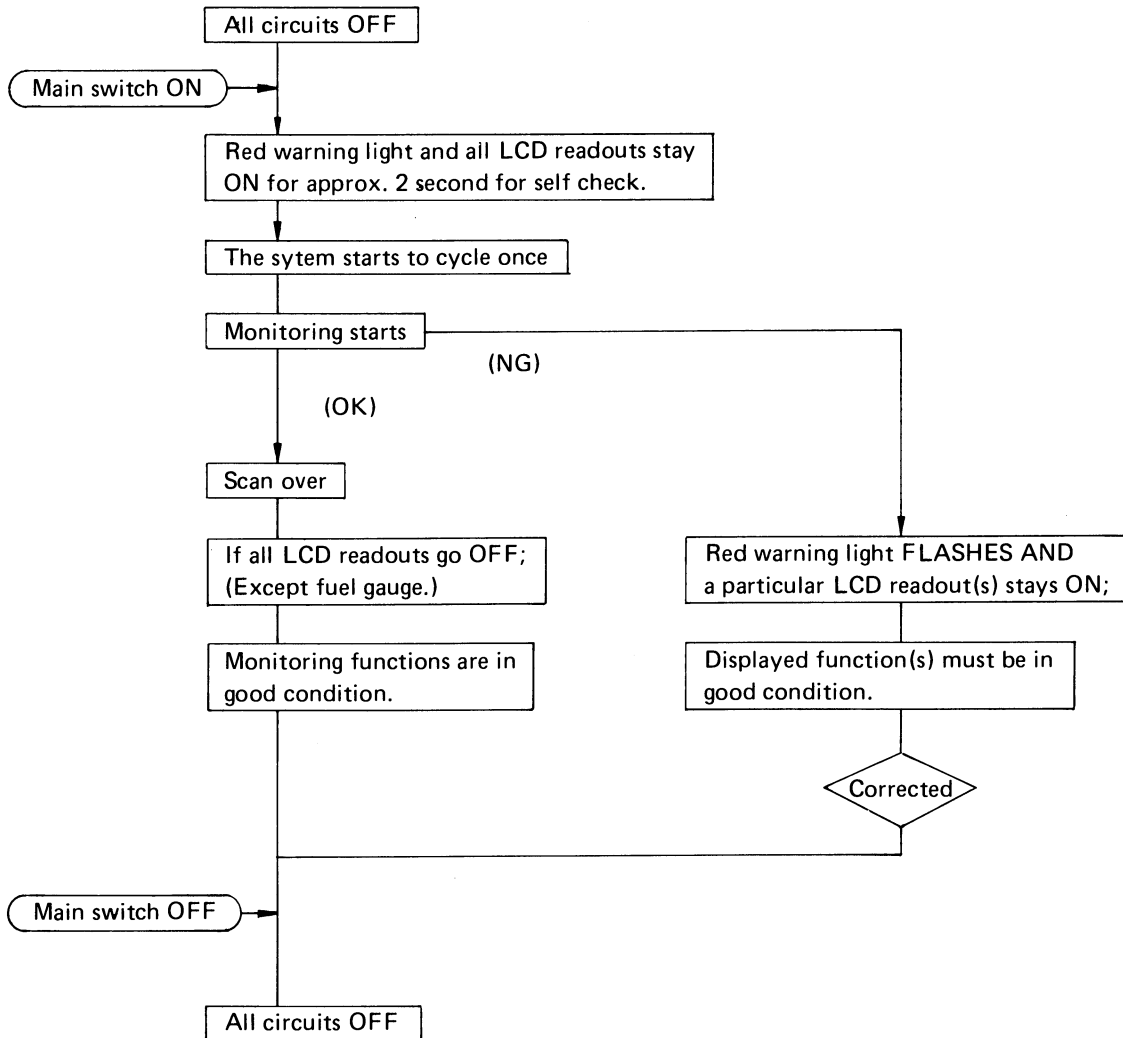 All circuits OFF
Main switch ON
Red warning light and all LCD readouts stay
ON for approx. 2 second for self check.
The sytem starts to cycle once
Monitoring starts
(NG)
(OK)
Scan over
If all LCD readouts go OFF;
(Except fuel gauge.)
Monitoring functions are in
good condition.
Red warning light FLASHES AND
a particular LCD readout(s) stays ON;
Displayed function(s) must be in
good condition.
Corrected
Main switch OFF
All circuits OFF